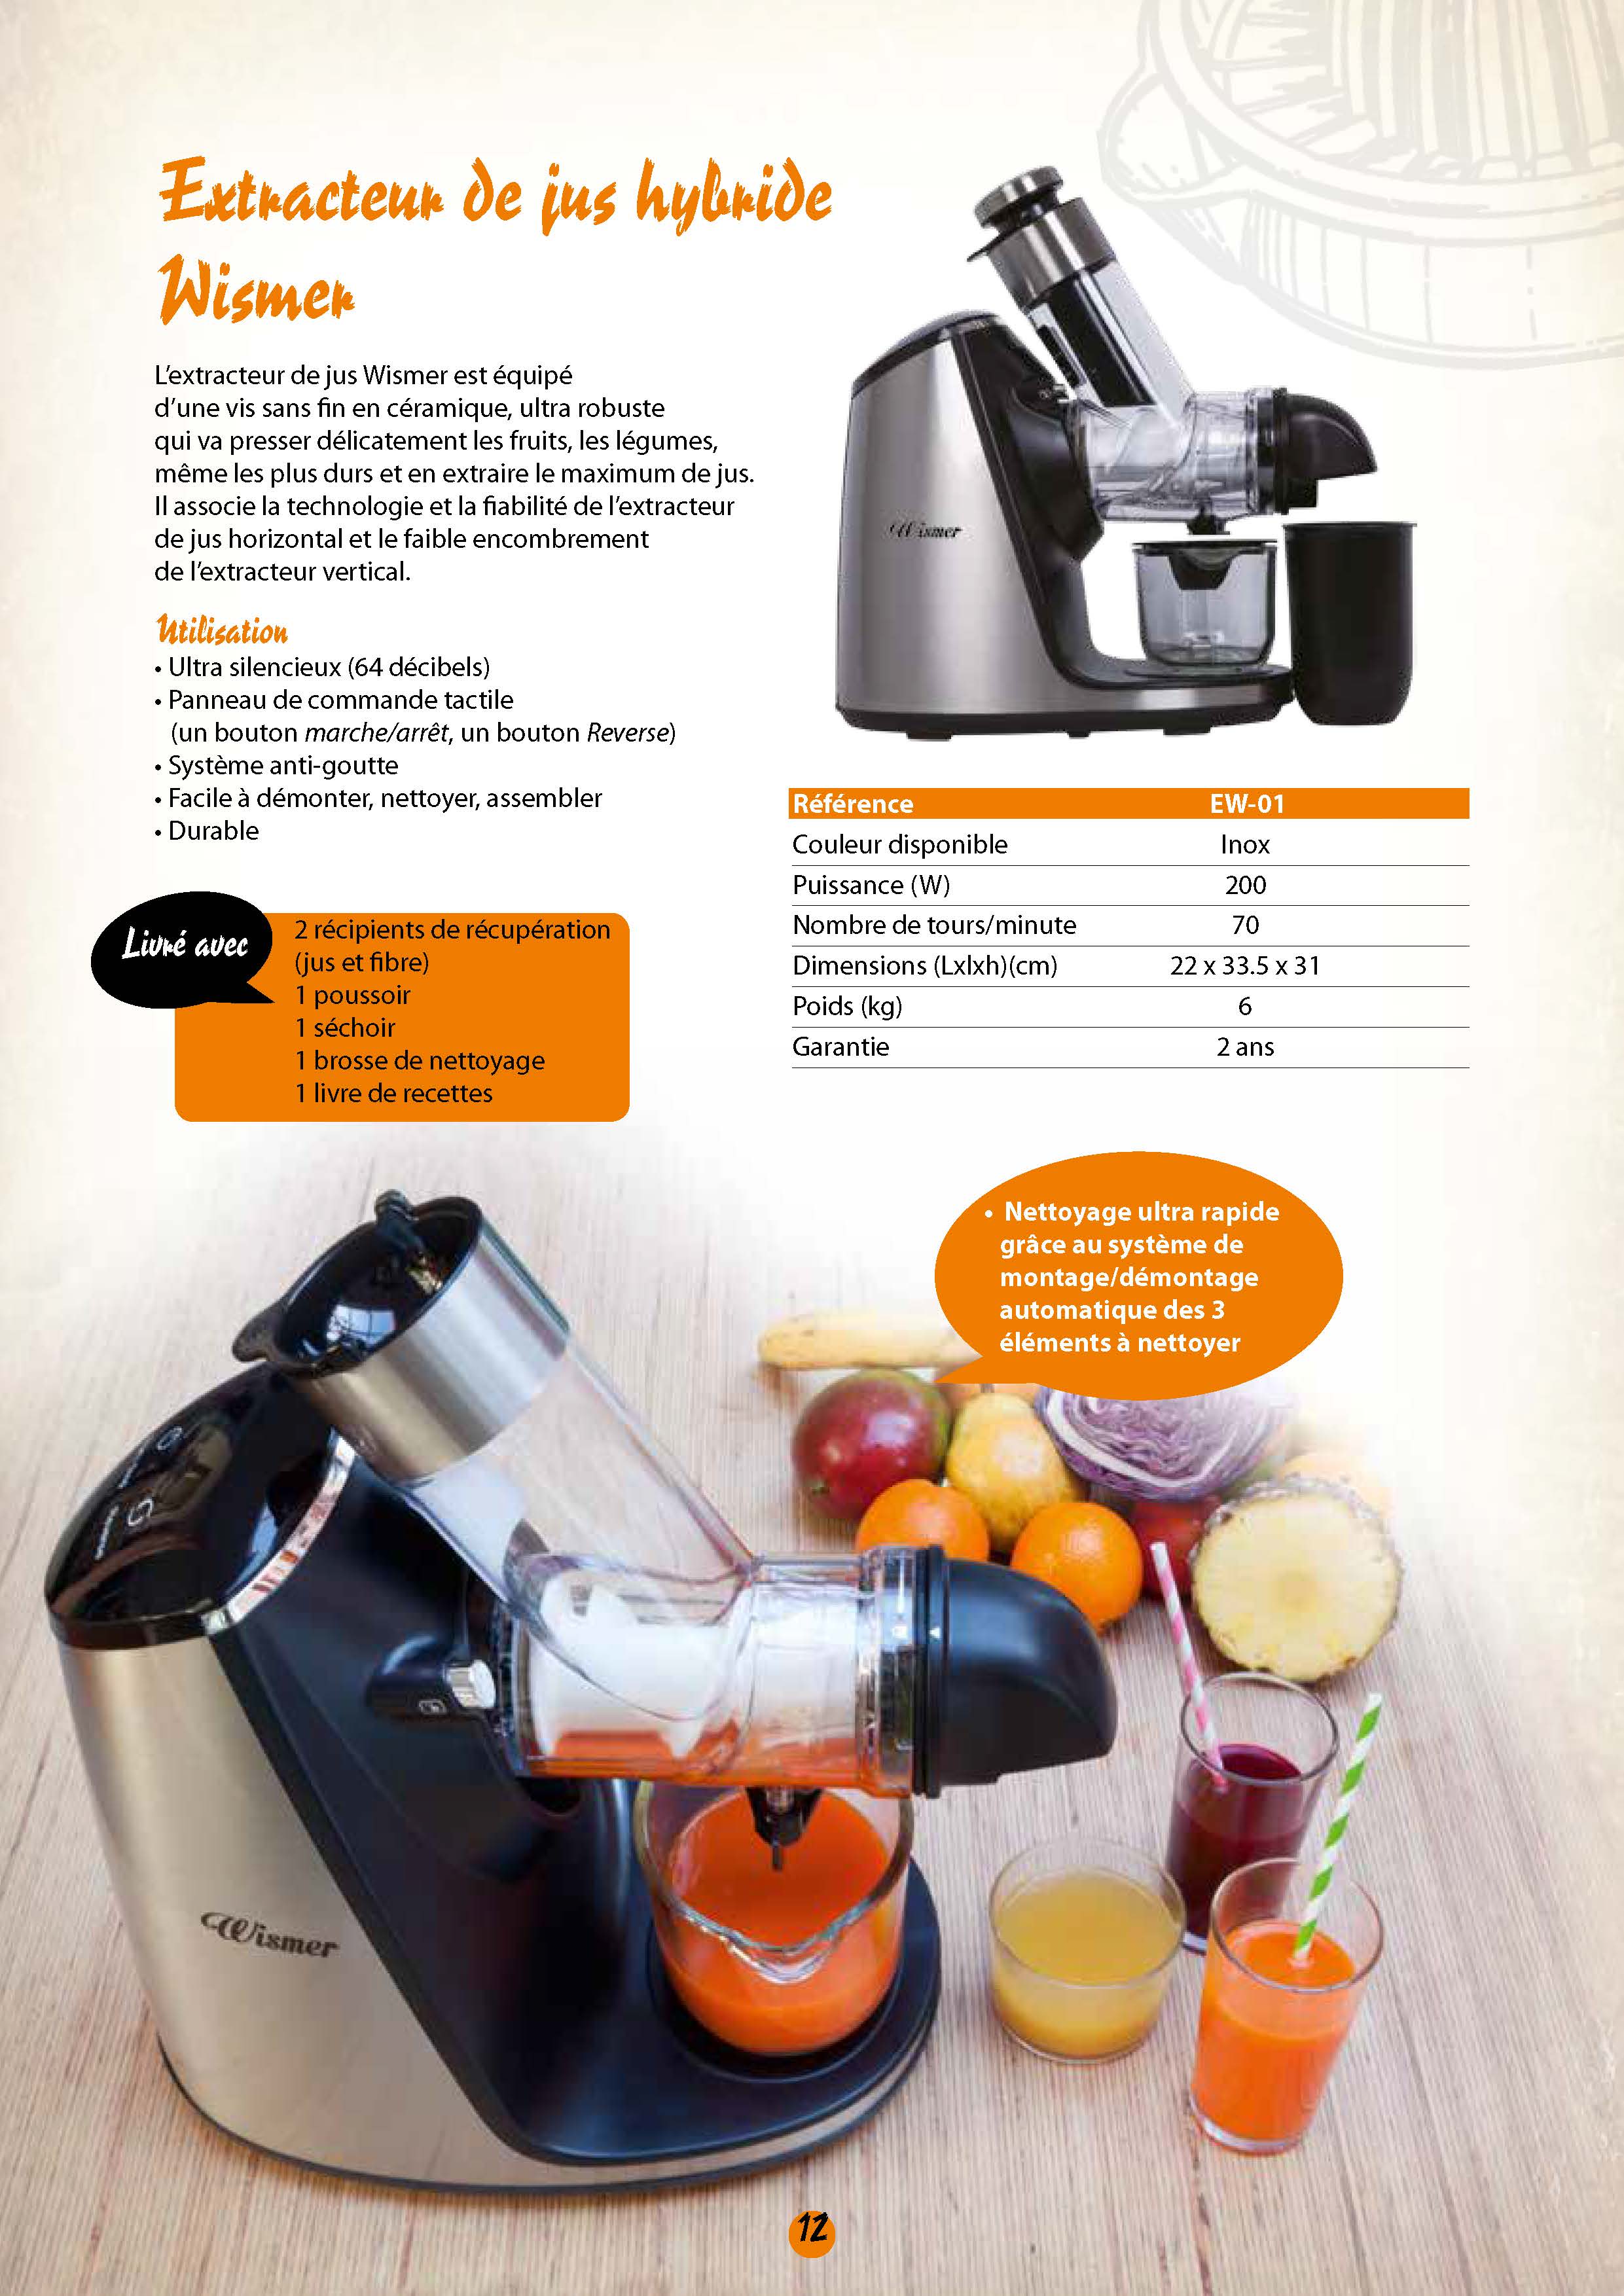 Extracteur de jus hybride
Wismer
L'extracteur de jus Wismer est équipé
d'une vis sans fin en céramique, ultra robuste
qui va presser délicatement les fruits, les légumes,
même les plus durs et en extraire le maximum de jus.
Il associe la technologie et la fiabilité de l'extracteur
de jus horizontal et le faible encombrement
de l'extracteur vertical.
Utilisation
• Ultra silencieux (64 décibels)
• Panneau de commande tactile
(un bouton marche/arrêt, un bouton Reverse)
• Système anti-goutte
• Facile à démonter, nettoyer, assembler
• Durable
Wismer
Livré avec
2 récipients de récupération
(jus et fibre)
1 poussoir
1 séchoir
1 brosse de nettoyage
1 livre de recettes
Référence EW-01
Couleur disponible Inox
Puissance (W) 200
Nombre de tours/minute 70
Dimensions (Lxlxh)(cm) 22 x 33.5 x 31
Poids (kg) 6
Garantie 2 ans
• Nettoyage ultra rapide
grâce au système de
montage/démontage
automatique des 3
éléments à nettoyer
Wismer
12